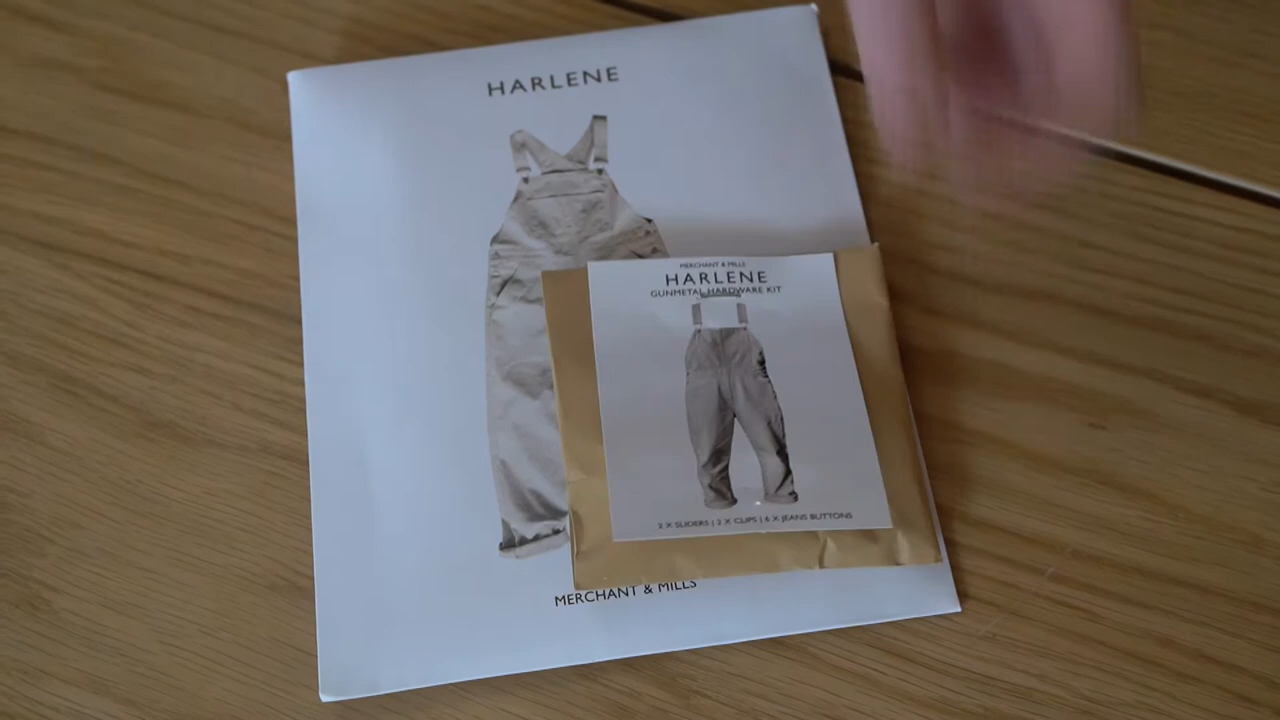 HARLENE
MERCHANT & MILLS
HARLENE
GUNMETAL HARDWARE KIT
2 X SLIDERS | 2 X CLIPS | 6 X JEANS BUTTONS
MERCHANT & MILLS